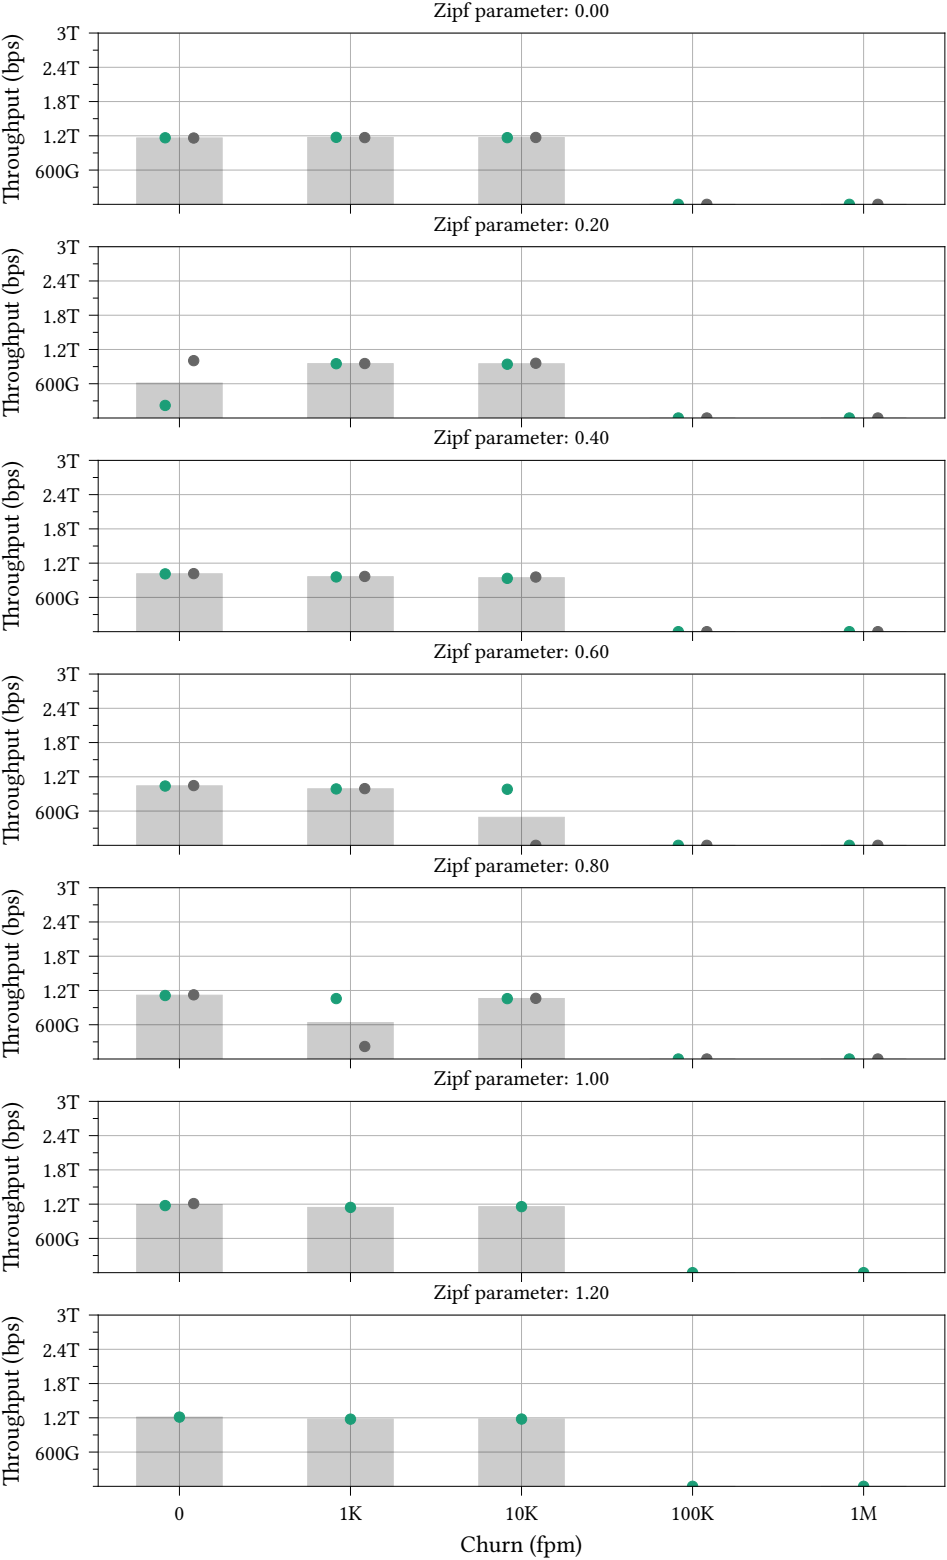 Zipf parameter: 0.00
3T
2.4T
1.8T
1.2T
600G
Throughput (bps)
Zipf parameter: 0.20
3T
2.4T
1.8T
1.2T
600G
Throughput (bps)
Zipf parameter: 0.40
3T
2.4T
1.8T
1.2T
600G
Throughput (bps)
Zipf parameter: 0.60
3T
2.4T
1.8T
1.2T
600G
Throughput (bps)
Zipf parameter: 0.80
3T
2.4T
1.8T
1.2T
600G
Throughput (bps)
Zipf parameter: 1.00
3T
2.4T
1.8T
1.2T
600G
Throughput (bps)
Zipf parameter: 1.20
3T
2.4T
1.8T
1.2T
600G
Throughput (bps)
0 1K 10K 100K 1M
Churn (fpm)